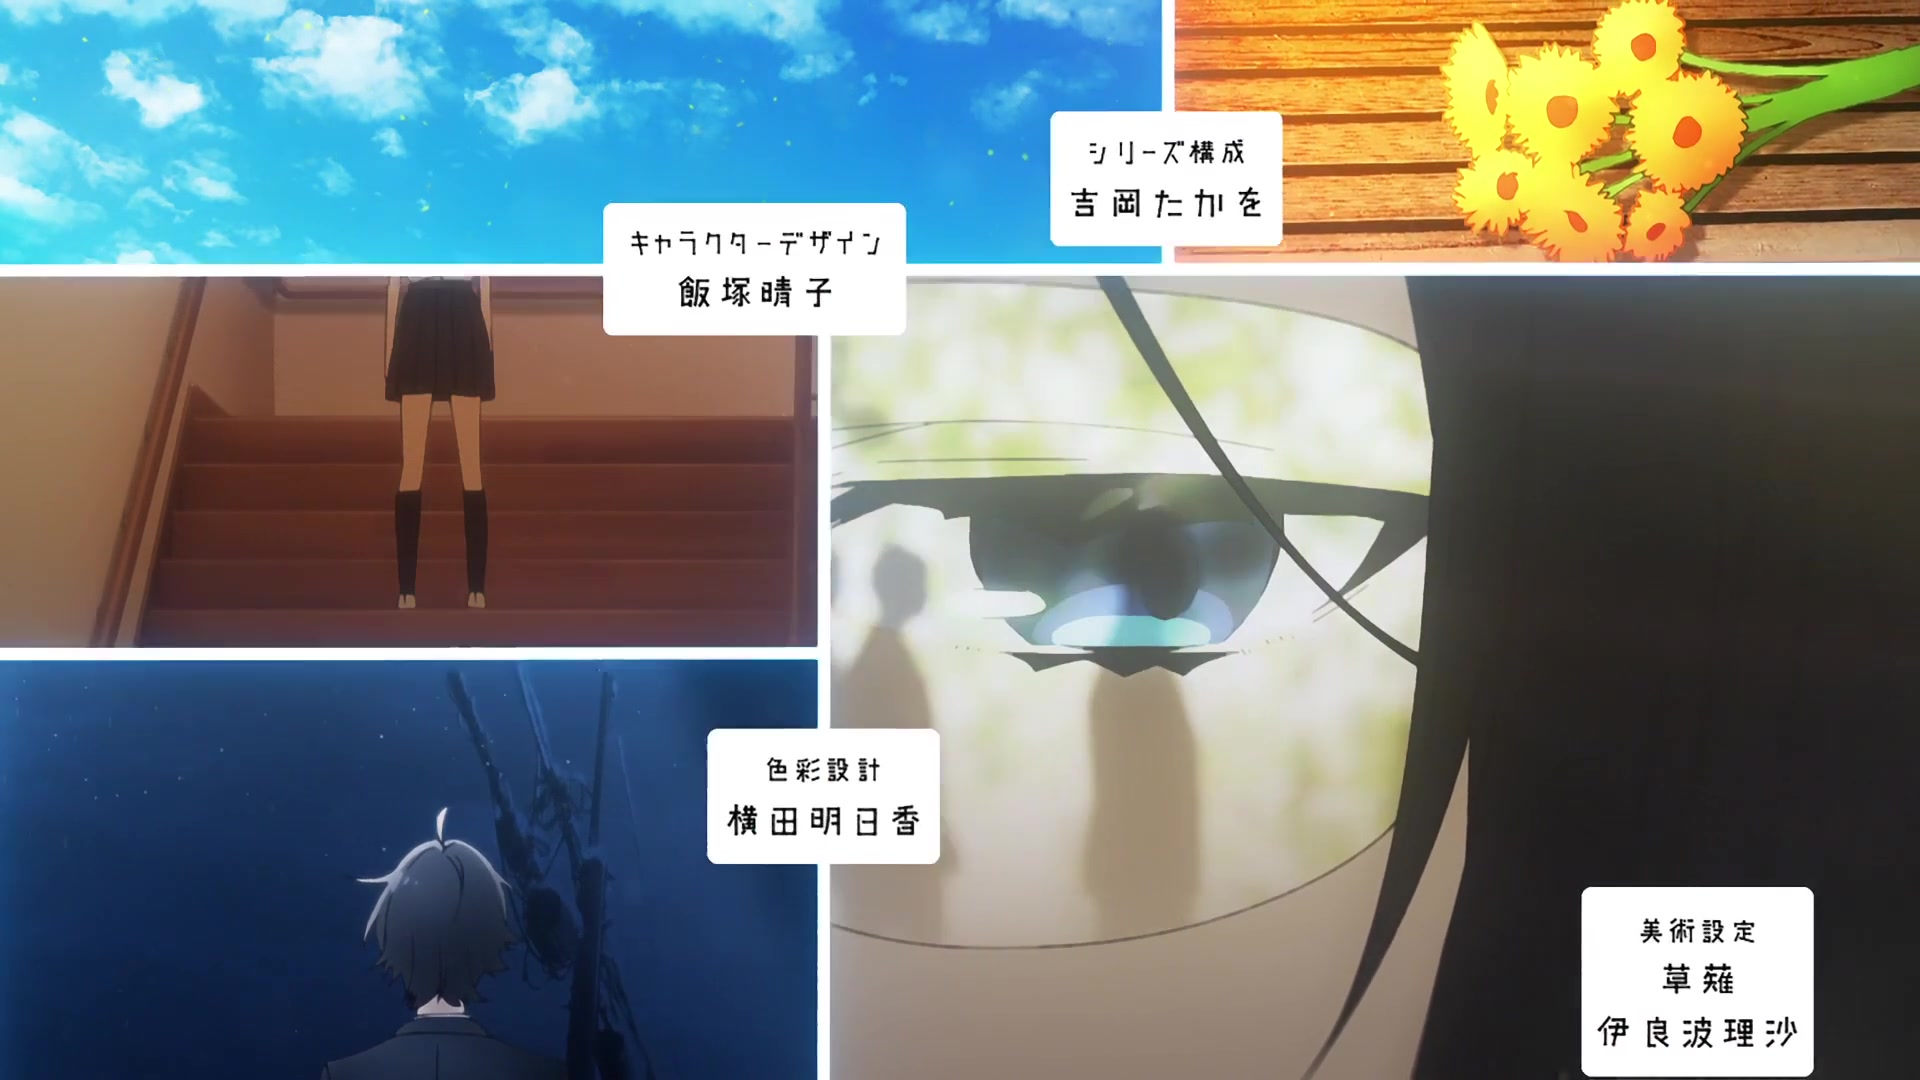 シリーズ構成
吉岡たかを
キャラクターデザイン
飯塚晴子
色彩設計
横田明日香
美術設定
草薙
伊良波理沙